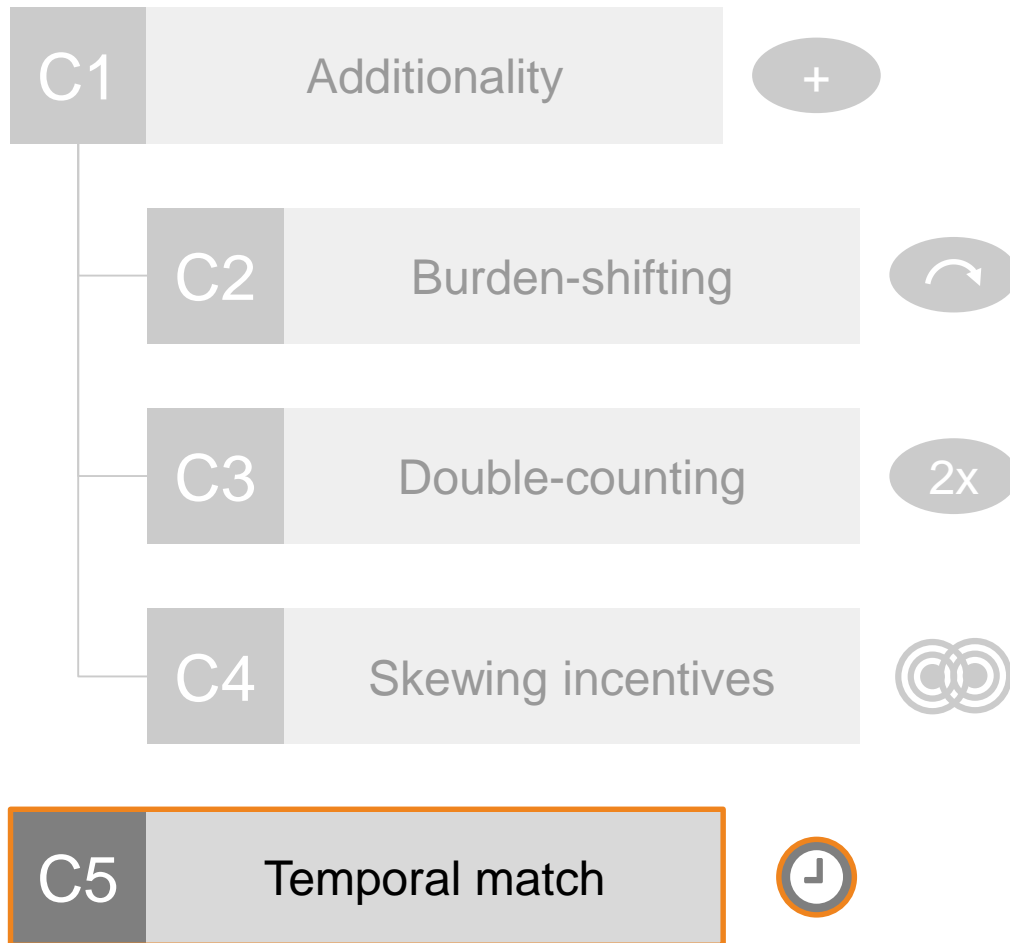 C1 Additionality +
C2 Burden-shifting
C3 Double-counting 2x
C4 Skewing incentives
C5 Temporal match